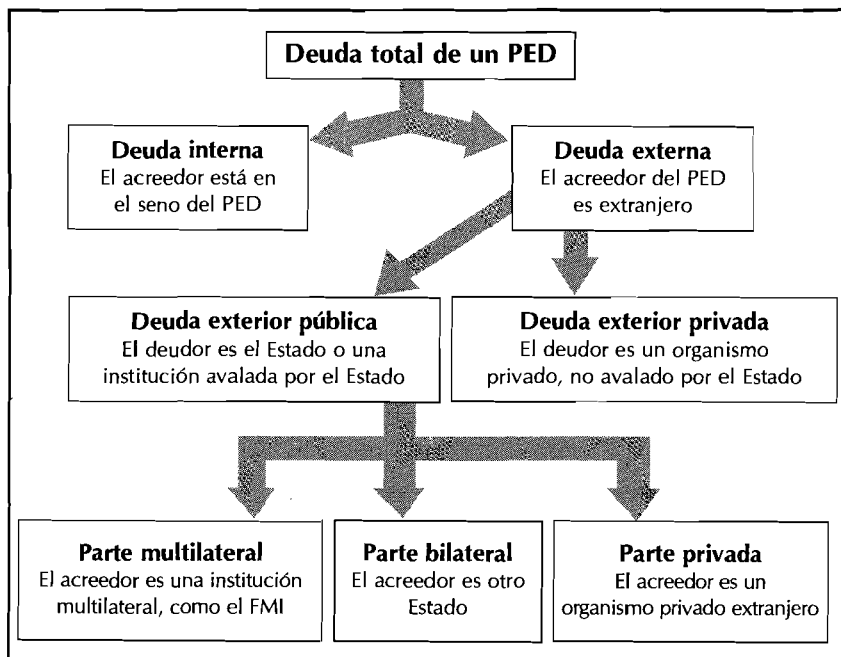 Deuda total de un PED
Deuda interna
El acreedor está en
el seno del PED
Deuda externa
El acreedor del PED
es extranjero
Deuda exterior pública
El deudor es el Estado o una
institución avalada por el Estado
Deuda exterior privada
El deudor es un organismo
privado, no avalado por el Estado
Parte multilateral
El acreedor es una institución
multilateral, como el FMI
Parte bilateral
El acreedor es otro
Estado
Parte privada
El acreedor es un
organismo privado extranjero